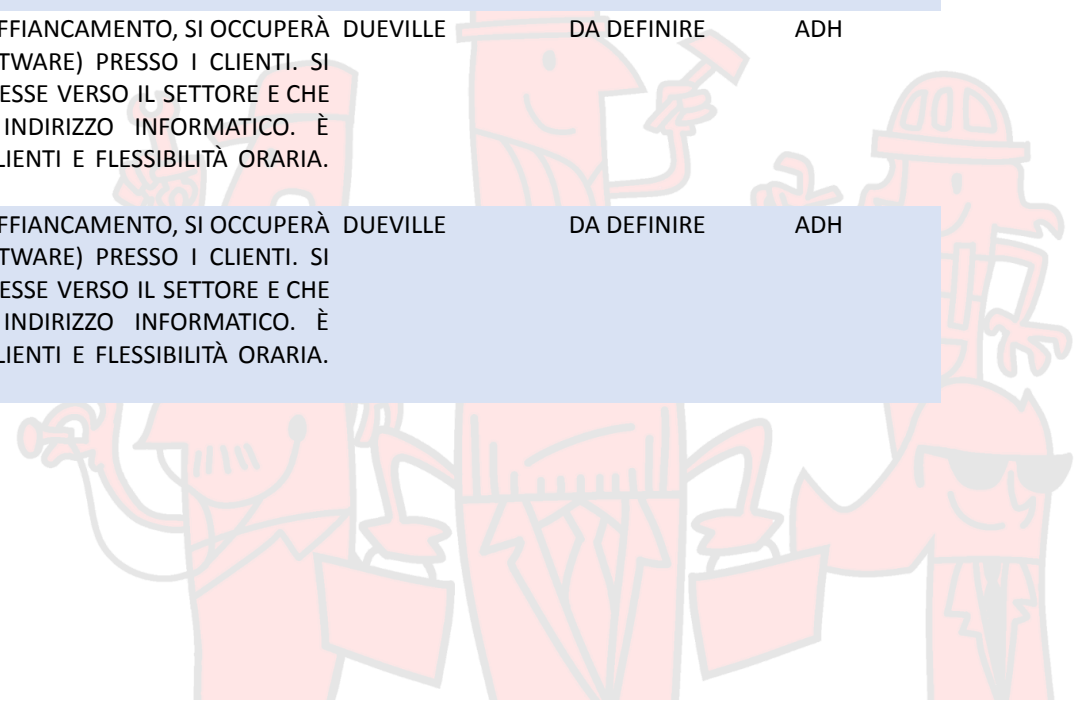 FFIANCAMENTO, SI OCCUPERÀ DUEVILLE DA DEFINIRE ADH
TWARE) PRESSO I CLIENTI. SI
ESSE VERSO IL SETTORE E CHE
INDIRIZZO INFORMATICO. È
LIENTI E FLESSIBILITÀ ORARIA.
FFIANCAMENTO, SI OCCUPERÀ DUEVILLE DA DEFINIRE ADH
TWARE) PRESSO I CLIENTI. SI
ESSE VERSO IL SETTORE E CHE
INDIRIZZO INFORMATICO. È
LIENTI E FLESSIBILITÀ ORARIA.